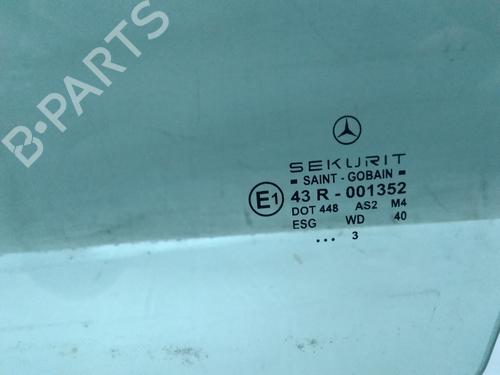 B-PARTS
SEKURIT
SAINT - GOBAIN
E1 43 R - 001352
DOT 448 AS2 M4
ESG WD 40
... 3